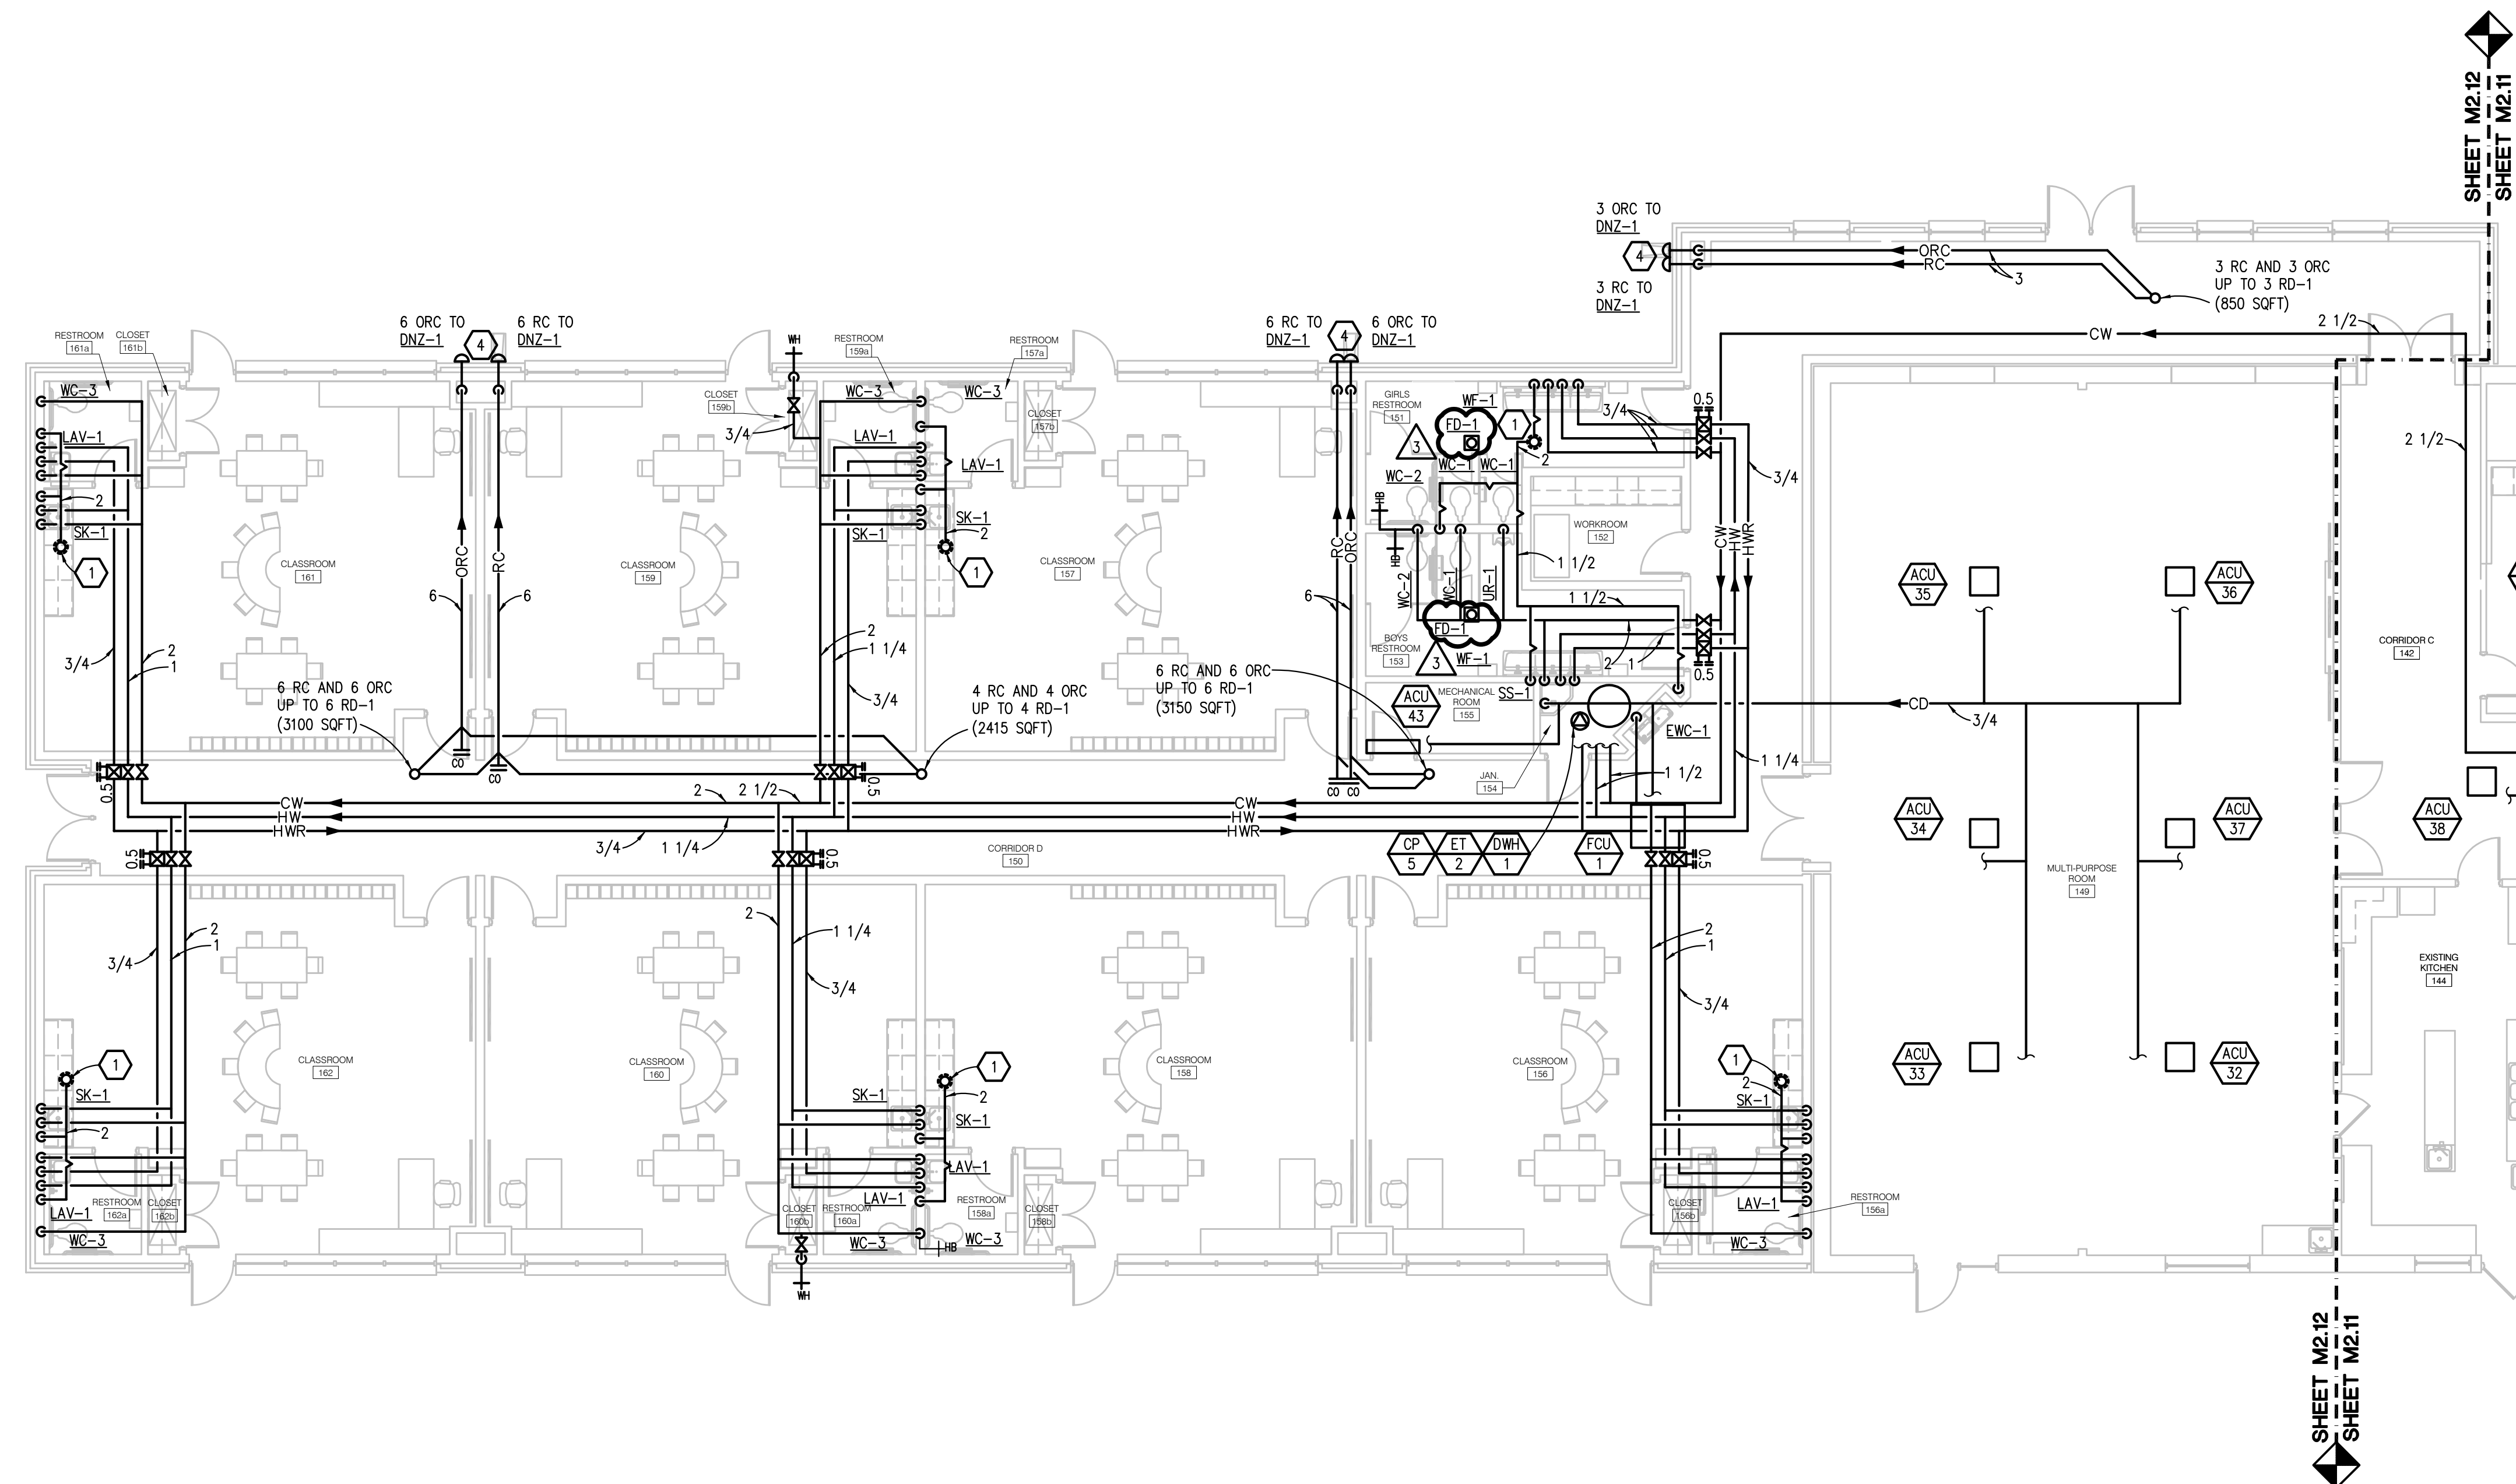 SHEET M2.12
SHEET M2.11
3 ORC TO
DNZ-1
4
3 RC TO
DNZ-1
ORC
RC
3
3 RC AND 3 ORC
UP TO 3 RD-1
(850 SQFT)
2 1/2
CW
2 1/2
RESTROOM
161a
CLOSET
161b
6 ORC TO
DNZ-1
4
6 RC TO
DNZ-1
WH
RESTROOM
159a
RESTROOM
157a
6 RC TO
DNZ-1
4
6 ORC TO
DNZ-1
WC-3
CLOSET
159b
3/4
WC-3
WC-3
CLOSET
157b
GIRLS
RESTROOM
151
WF-1
FD-1
1
3
3/4
0.5
LAV-1
LAV-1
LAV-1
2
WC-1
WC-1
WC-2
HB
3/4
2
SK-1
1
SK-1
SK-1
2
1
WORKROOM
152
CW
HW
HWR
ORC
RC
RC
ORC
HB
WC-2
WC-1
UR-1
1 1/2
CLASSROOM
161
CLASSROOM
159
CLASSROOM
157
6
6
6
1 1/2
FD-1
BOYS
RESTROOM
153
3
WF-1
2
1
0.5
3/4
2
1
2
1 1/4
3/4
6 RC AND 6 ORC
UP TO 6 RD-1
(3100 SQFT)
4 RC AND 4 ORC
UP TO 4 RD-1
(2415 SQFT)
6 RC AND 6 ORC
UP TO 6 RD-1
(3150 SQFT)
ACU
43
MECHANICAL
ROOM
155
SS-1
EWC-1
CD
3/4
ACU
35
ACU
36
CORRIDOR C
142
CO
CO
CO
CO
JAN.
154
1 1/2
1 1/4
0.5
0.5
CW
HW
HWR
2
2 1/2
CW
HW
HWR
3/4
1 1/4
CORRIDOR D
150
CP
5
ET
2
DWH
1
FCU
1
ACU
34
ACU
37
ACU
38
0.5
0.5
0.5
MULTI-PURPOSE
ROOM
149
2
1
3/4
2
1 1/4
3/4
2
1
3/4
EXISTING
KITCHEN
144
CLASSROOM
162
CLASSROOM
160
CLASSROOM
158
CLASSROOM
156
ACU
33
ACU
32
1
SK-1
2
SK-1
1
2
SK-1
1
2
SK-1
LAV-1
LAV-1
LAV-1
LAV-1
RESTROOM
162a
CLOSET
162b
WC-3
CLOSET
160b
RESTROOM
160a
WC-3
RESTROOM
158a
HB
WC-3
CLOSET
158b
CLOSET
156b
WC-3
RESTROOM
156a
WH
SHEET M2.12
SHEET M2.11